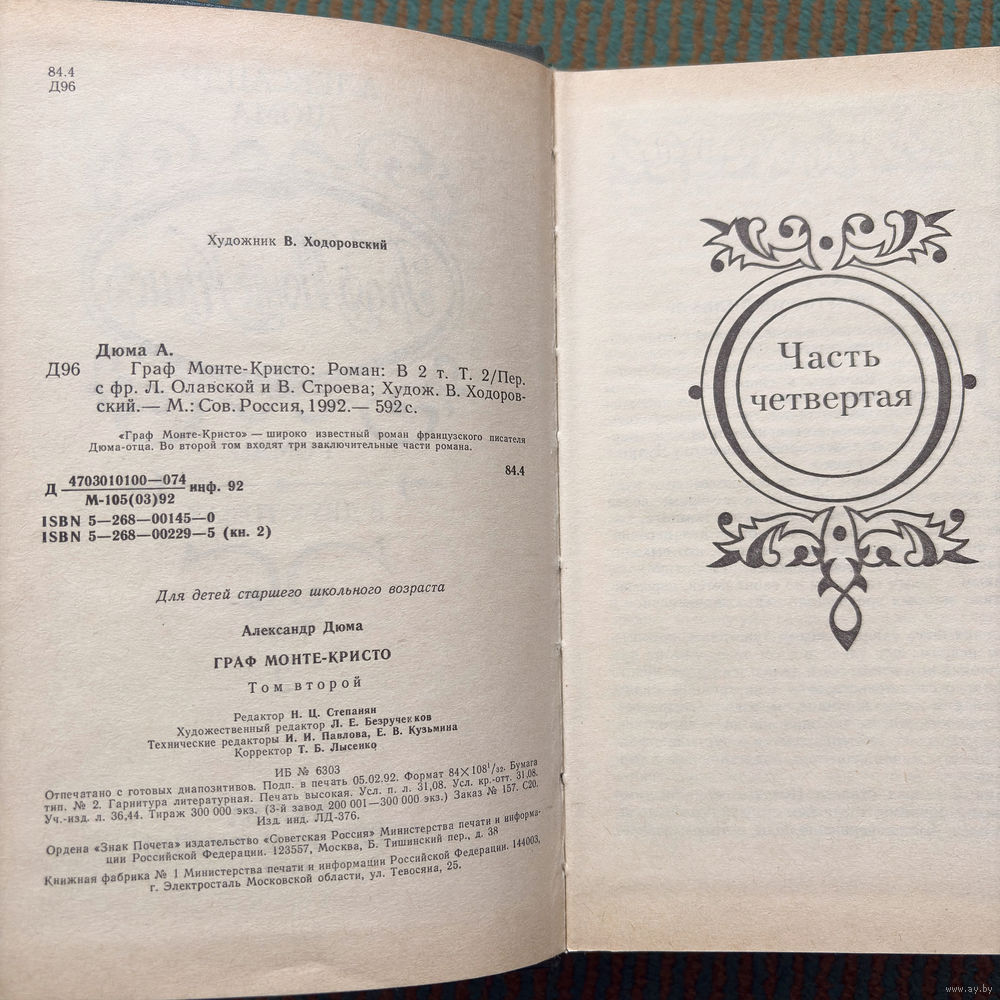 84.4
Д96
Художник В. Ходоровский
Дюма А.
Д96 Граф Монте-Кристо: Роман: В 2 т. Т. 2/Пер.
с фр. Л. Олавской и В. Строева; Худож. В. Ходоров-
ский.— М.: Сов. Россия, 1992.— 592 с.
«Граф Монте-Кристо» — широко известный роман французского писателя
Дюма-отца. Во второй том входят три заключительные части романа.
84.4
Д 4703010100—074 инф. 92
М-105(03)92
ISBN 5—268—00145—0
ISBN 5—268—00229—5 (кн. 2)
Для детей старшего школьного возраста
Александр Дюма
ГРАФ МОНТЕ-КРИСТО
Том второй
Редактор Н. Ц. Степанян
Художественный редактор Л. Е. Безрученков
Технические редакторы И. И. Павлова, Е. В. Кузьмина
Корректор Т. Б. Лысенко
ИБ № 6303
Отпечатано с готовых диапозитивов. Подп. в печать 05.02.92. Формат 84×108¹/₃₂. Бумага
тип. № 2. Гарнитура литературная. Печать высокая. Усл. п. л. 31,08. Усл. кр.-отт. 31,08.
Уч.-изд. л. 36,44. Тираж 300 000 экз. (3-й завод 200 001—300 000 экз.) Заказ № 157. С20.
Изд. инд. ЛД-376.
Ордена «Знак Почета» издательство «Советская Россия» Министерства печати и информа-
ции Российской Федерации. 123557, Москва, Б. Тишинский пер., д. 38
Книжная фабрика № 1 Министерства печати и информации Российской Федерации. 144003,
г. Электросталь Московской области, ул. Тевосяна, 25.
Часть
четвертая
www.ay.by